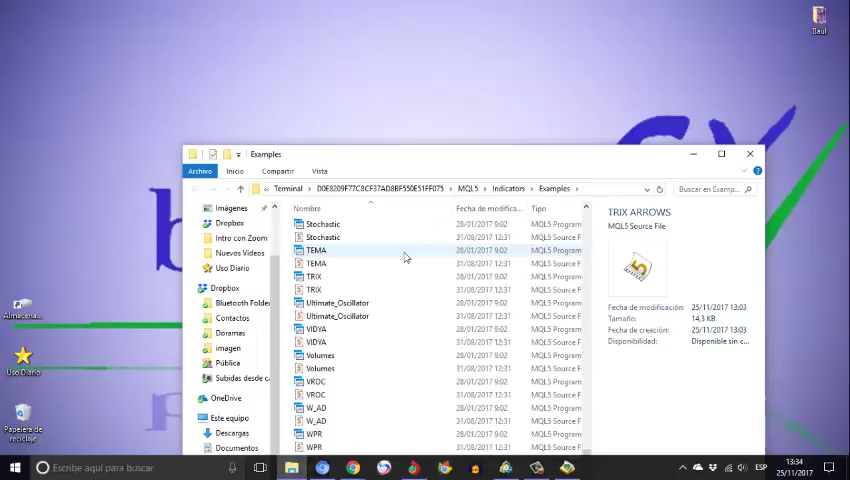 Baúl
Examples
Archivo
Inicio
Compartir
Vista
« Terminal > D0E8209F77C8CF37AD8BF550E51FF075 > MQL5 > Indicators > Examples >
Buscar en Examp...
Nombre
Fecha de modifica...
Tipo
Imágenes
Dropbox
Intro con Zoom
Nuevos Videos
Uso Diario
Dropbox
Bluetooth Folder
Contactos
Doramas
imagen
Pública
Subidas desde ca
OneDrive
Este equipo
Descargas
Documentos
Stochastic 28/01/2017 9:02 MQL5 Program
Stochastic 31/08/2017 12:31 MQL5 Source F
TEMA 28/01/2017 9:02 MQL5 Program
TEMA 31/08/2017 12:31 MQL5 Source F
TRIX 28/01/2017 9:02 MQL5 Program
TRIX 31/08/2017 12:31 MQL5 Source F
Ultimate_Oscillator 28/01/2017 9:02 MQL5 Program
Ultimate_Oscillator 31/08/2017 12:31 MQL5 Source F
VIDYA 28/01/2017 9:02 MQL5 Program
VIDYA 31/08/2017 12:31 MQL5 Source F
Volumes 28/01/2017 9:02 MQL5 Program
Volumes 31/08/2017 12:31 MQL5 Source F
VROC 28/01/2017 9:02 MQL5 Program
VROC 31/08/2017 12:31 MQL5 Source F
W_AD 28/01/2017 9:02 MQL5 Program
W_AD 31/08/2017 12:31 MQL5 Source F
WPR 28/01/2017 9:02 MQL5 Program
WPR 31/08/2017 12:31 MQL5 Source F
TRIX ARROWS
MQL5 Source File
5
Fecha de modificación: 25/11/2017 13:03
Tamaño: 14,3 KB
Fecha de creación: 25/11/2017 13:03
Disponibilidad: Disponible sin c...
Almacena...
Uso Diario
Papelera de
reciclaje
Escribe aquí para buscar
ESP
13:34
25/11/2017